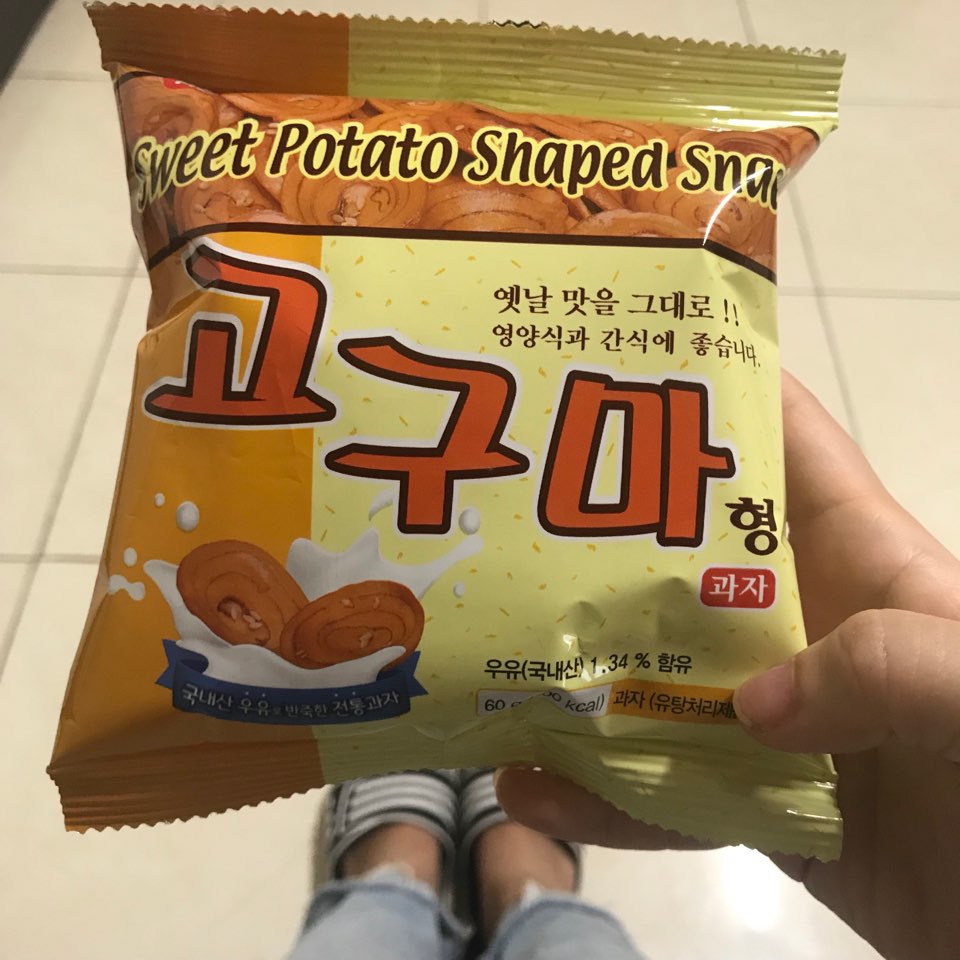 Sweet Potato Shaped
옛날 맛을 그대로 !!
영양식과 간식에 좋습니다.
고구마형
과자
우유(국내산) 1.34 % 함유
60 g kcal) 과자 (유탕처리제
국내산 우유로 반죽한 전통과자